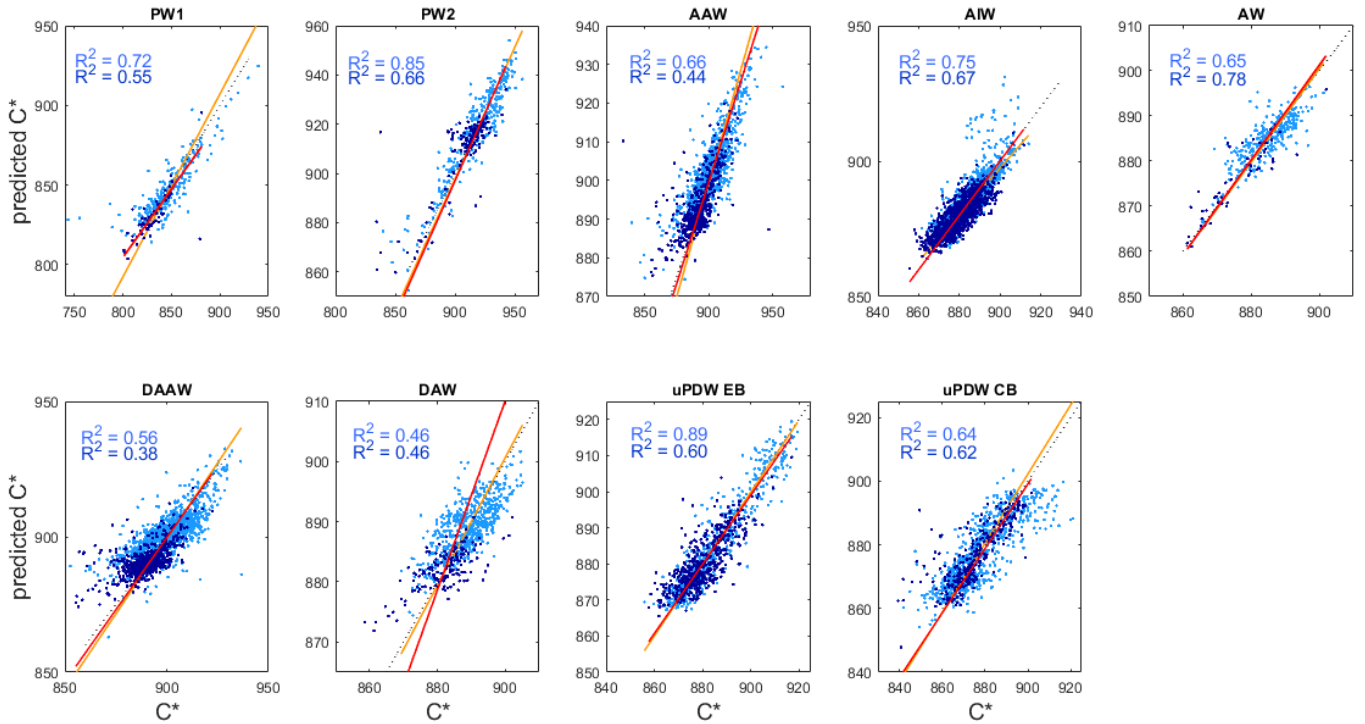 PW1
PW2
AAW
AIW
AW
950
900
850
800
R² = 0.72
R² = 0.55
750 800 850 900 950
960
940
920
900
880
860
R² = 0.85
R² = 0.66
800 850 900 950
940
930
920
910
900
890
880
870
R² = 0.66
R² = 0.44
850 900 950
950
900
850
R² = 0.75
R² = 0.67
840 860 880 900 920 940
910
900
890
880
870
860
850
R² = 0.65
R² = 0.78
860 880 900
predicted C*
DAAW
DAW
uPDW EB
uPDW CB
950
900
850
R² = 0.56
R² = 0.38
850 900 950
910
900
890
880
870
R² = 0.46
R² = 0.46
860 880 900
920
910
900
890
880
870
860
850
R² = 0.89
R² = 0.60
840 860 880 900 920
920
900
880
860
840
R² = 0.64
R² = 0.62
840 860 880 900 920
predicted C*
C*
C*
C*
C*